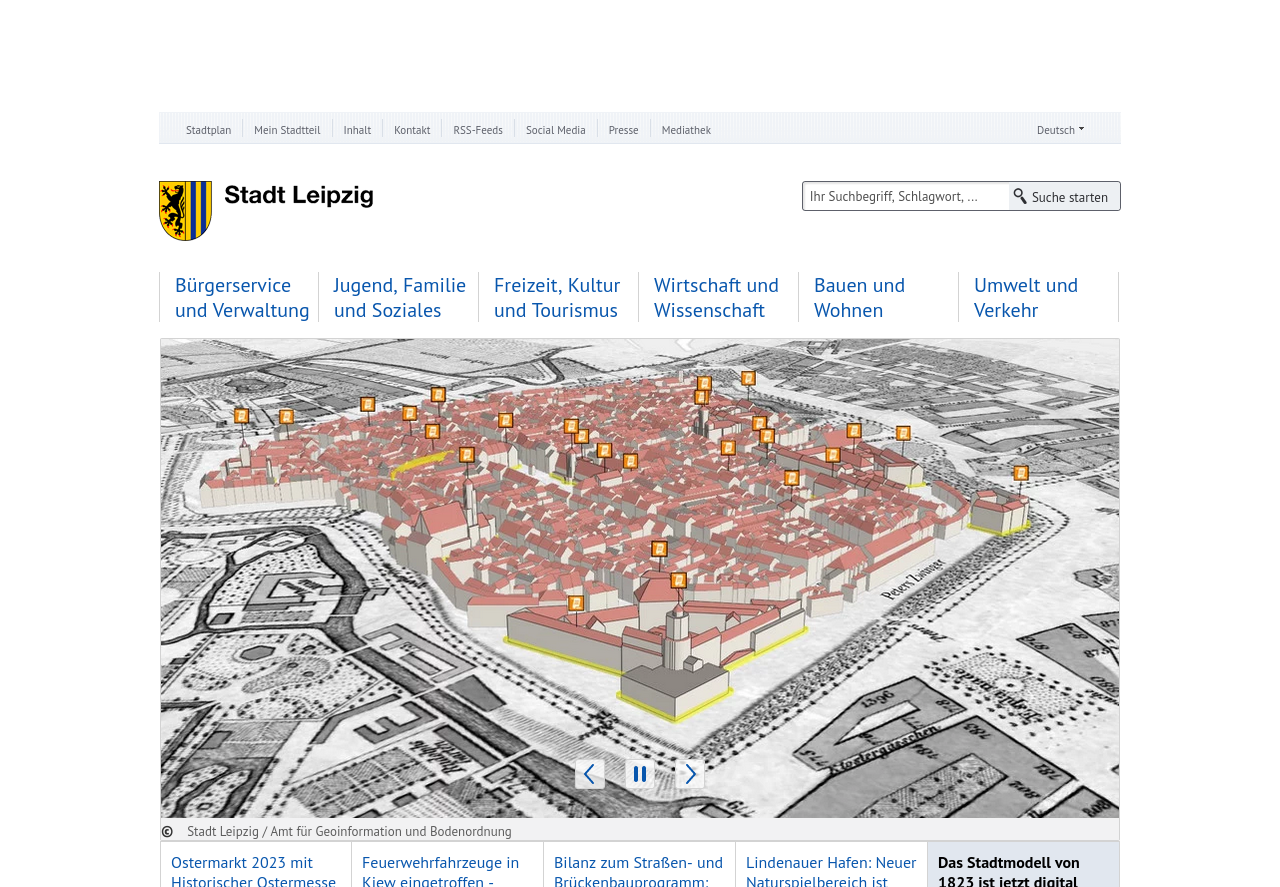 Stadtplan Mein Stadtteil Inhalt Kontakt RSS-Feeds Social Media Presse Mediathek Deutsch
Stadt Leipzig
Ihr Suchbegriff, Schlagwort, ... Suche starten
Bürgerservice und Verwaltung
Jugend, Familie und Soziales
Freizeit, Kultur und Tourismus
Wirtschaft und Wissenschaft
Bauen und Wohnen
Umwelt und Verkehr
Peters Zwinger
Klostergaesschen.
© Stadt Leipzig / Amt für Geoinformation und Bodenordnung
Ostermarkt 2023 mit
Historischer Ostermesse
Feuerwehrfahrzeuge in
Kiew eingetroffen -
Bilanz zum Straßen- und
Brückenbauprogramm:
Lindenauer Hafen: Neuer
Naturspielbereich ist
Das Stadtmodell von
1823 ist jetzt digital